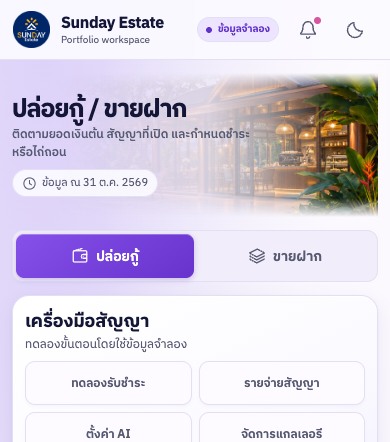 SUNDAY
Estate
Sunday Estate
Portfolio workspace
ข้อมูลจำลอง
ปล่อยกู้ / ขายฝาก
ติดตามยอดเงินต้น สัญญาที่เปิด และกำหนดชำระ
หรือไถ่ถอน
ข้อมูล ณ 31 ต.ค. 2569
ปล่อยกู้
ขายฝาก
เครื่องมือสัญญา
ทดลองขั้นตอนโดยใช้ข้อมูลจำลอง
ทดลองรับชำระ
รายจ่ายสัญญา
ตั้งค่า AI
จัดการแกลเลอรี